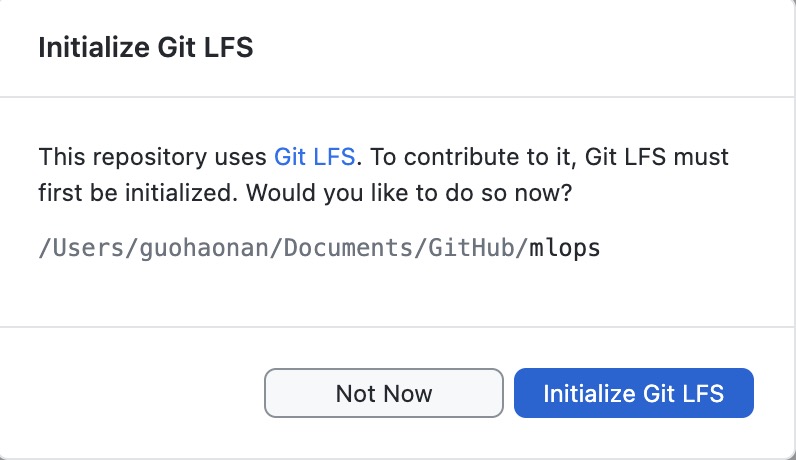 Initialize Git LFS
This repository uses Git LFS. To contribute to it, Git LFS must
first be initialized. Would you like to do so now?
/Users/guohaonan/Documents/GitHub/mlops
Not Now
Initialize Git LFS